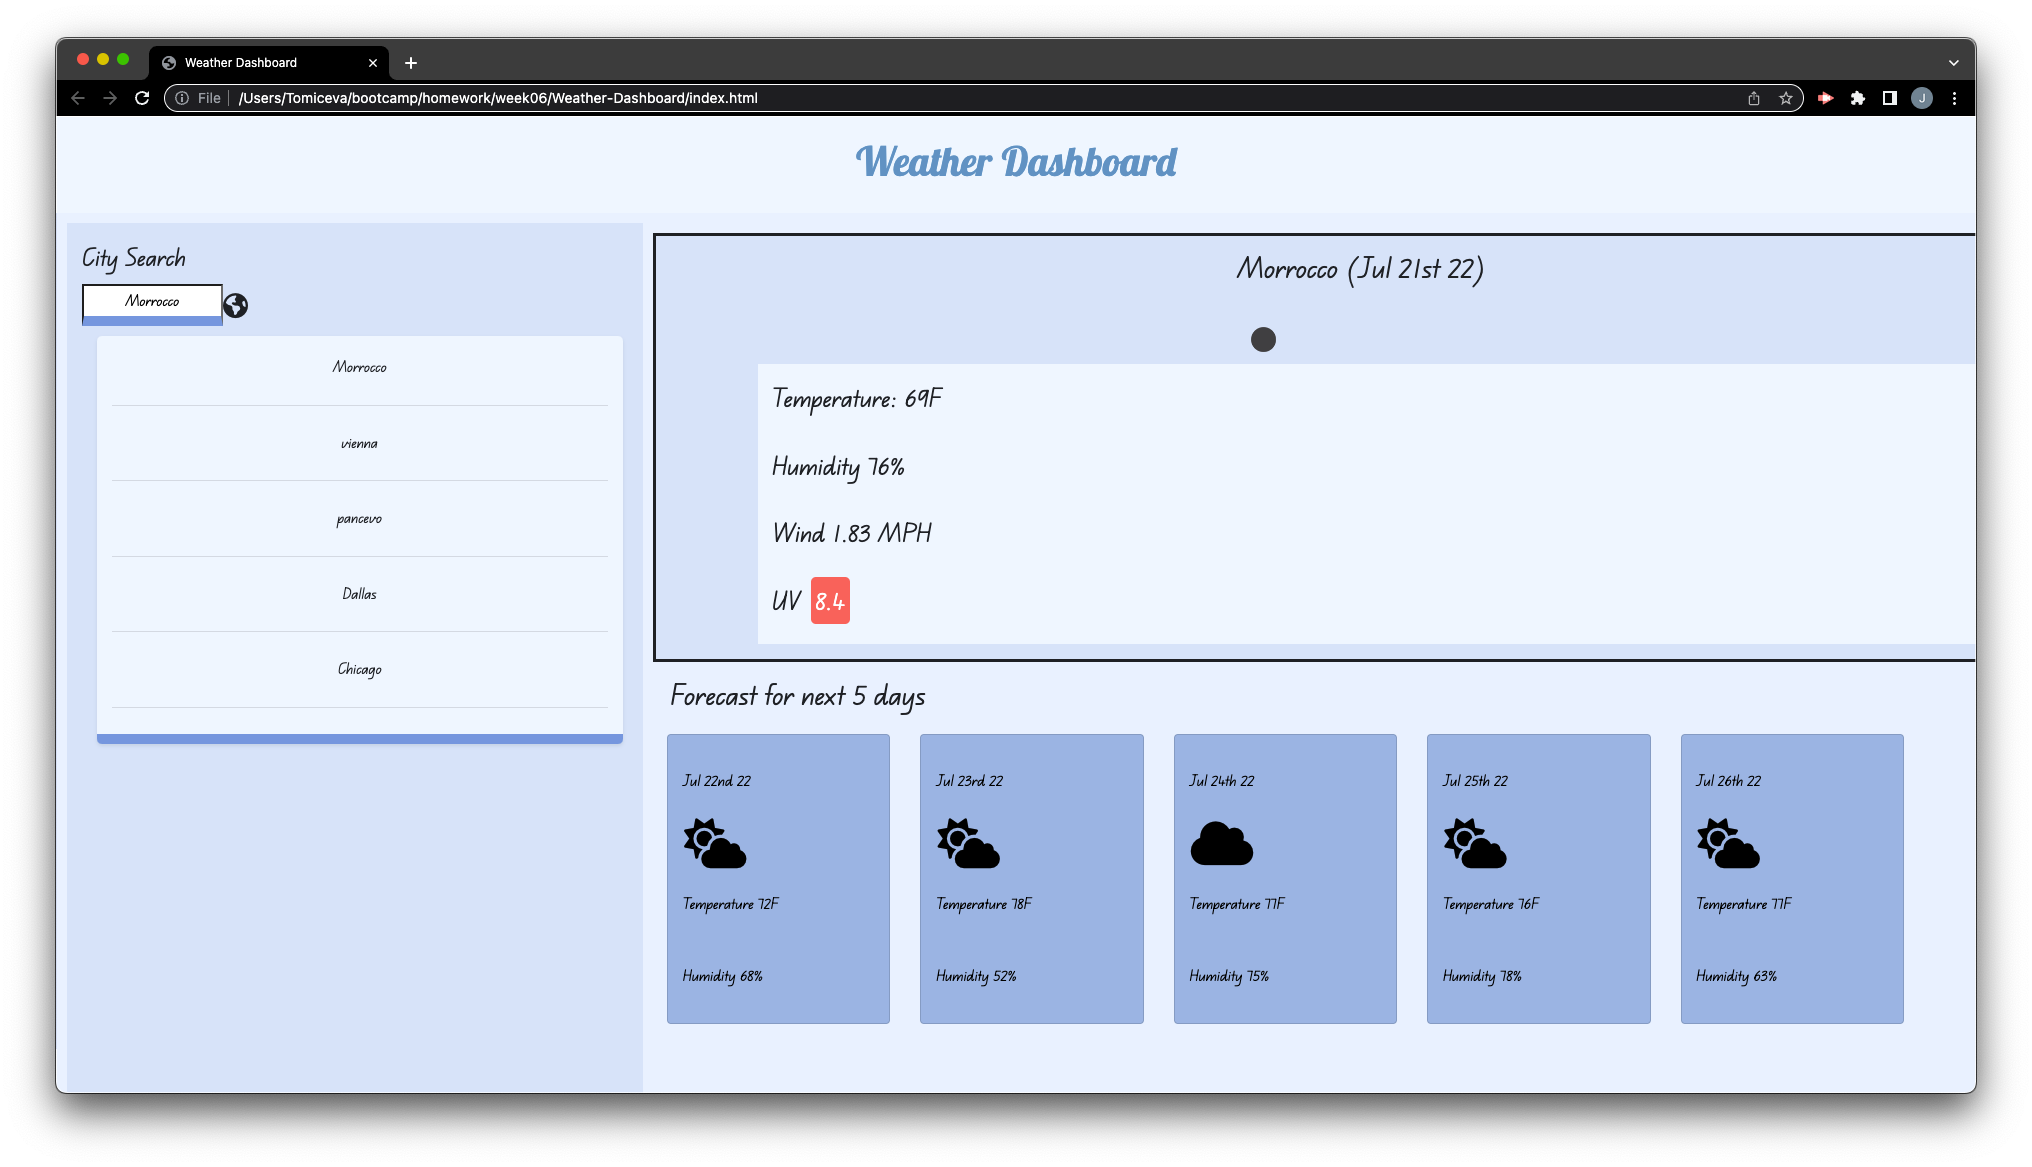 Weather Dashboard
File
/Users/Tomiceva/bootcamp/homework/week06/Weather-Dashboard/index.html
J
Weather Dashboard
City Search
Morrocco
Morrocco
vienna
pancevo
Dallas
Chicago
Morrocco (Jul 21st 22)
Temperature: 69F
Humidity 76%
Wind 1.83 MPH
UV 8.4
Forecast for next 5 days
Jul 22nd 22
Temperature 72F
Humidity 68%
Jul 23rd 22
Temperature 78F
Humidity 52%
Jul 24th 22
Temperature 77F
Humidity 75%
Jul 25th 22
Temperature 76F
Humidity 78%
Jul 26th 22
Temperature 77F
Humidity 63%